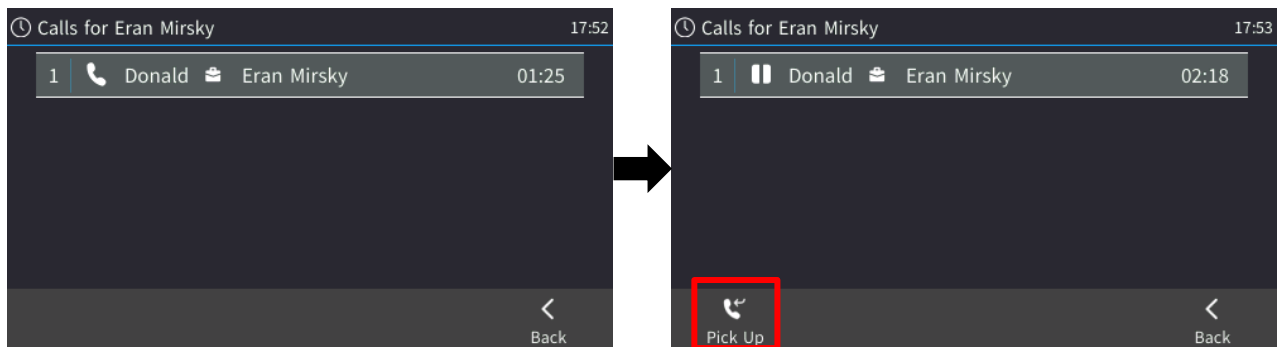 Calls for Eran Mirsky 17:52
1 Donald Eran Mirsky 01:25
Back
Calls for Eran Mirsky 17:53
1 Donald Eran Mirsky 02:18
Pick Up Back